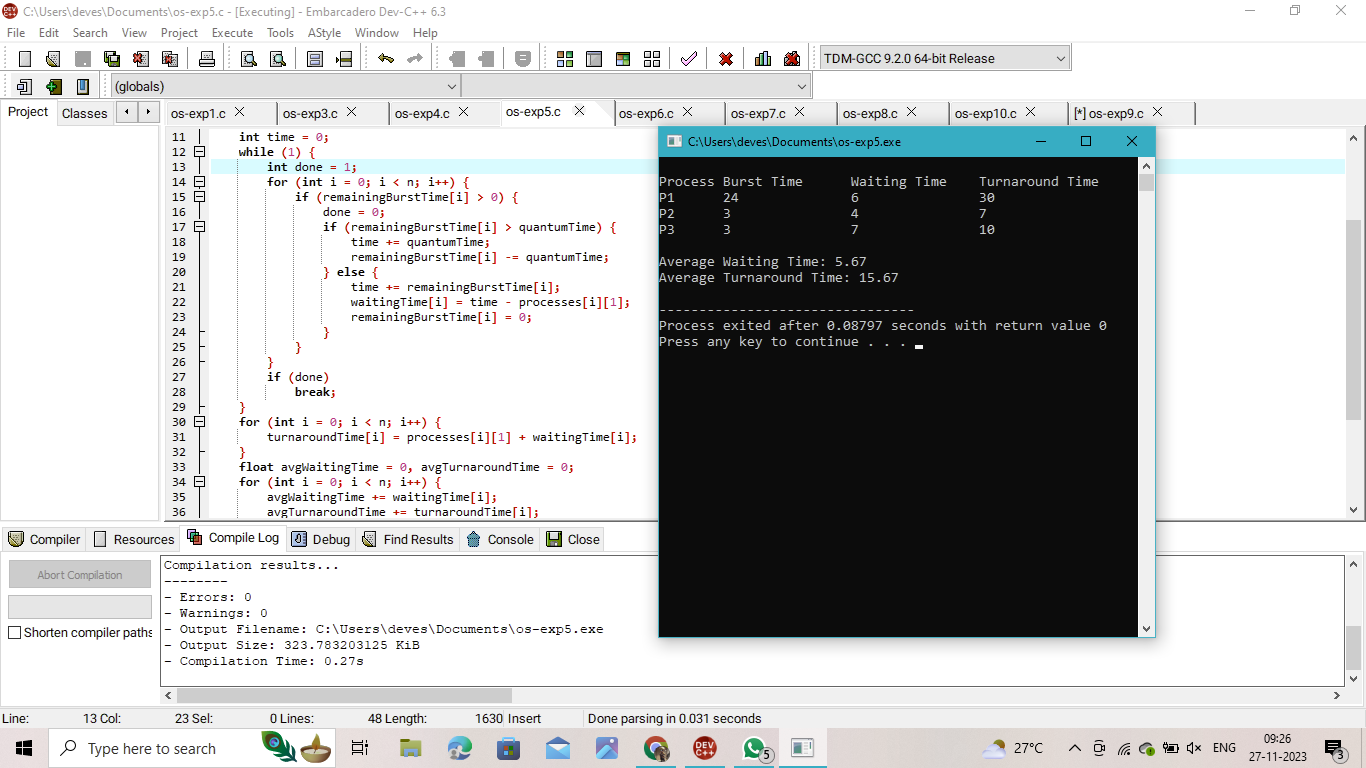 C:\Users\deves\Documents\os-exp5.c - [Executing] - Embarcadero Dev-C++ 6.3
File Edit Search View Project Execute Tools AStyle Window Help
TDM-GCC 9.2.0 64-bit Release
(globals)
Project Classes os-exp1.c os-exp3.c os-exp4.c os-exp5.c os-exp6.c os-exp7.c os-exp8.c os-exp10.c [*] os-exp9.c
11 int time = 0;
12 while (1) {
13 int done = 1;
14 for (int i = 0; i < n; i++) {
15 if (remainingBurstTime[i] > 0) {
16 done = 0;
17 if (remainingBurstTime[i] > quantumTime) {
18 time += quantumTime;
19 remainingBurstTime[i] -= quantumTime;
20 } else {
21 time += remainingBurstTime[i];
22 waitingTime[i] = time - processes[i][1];
23 remainingBurstTime[i] = 0;
24 }
25 }
26 }
27 if (done)
28 break;
29 }
30 for (int i = 0; i < n; i++) {
31 turnaroundTime[i] = processes[i][1] + waitingTime[i];
32 }
33 float avgWaitingTime = 0, avgTurnaroundTime = 0;
34 for (int i = 0; i < n; i++) {
35 avgWaitingTime += waitingTime[i];
36 avgTurnaroundTime += turnaroundTime[i];
C:\Users\deves\Documents\os-exp5.exe
Process Burst Time Waiting Time Turnaround Time
P1 24 6 30
P2 3 4 7
P3 3 7 10
Average Waiting Time: 5.67
Average Turnaround Time: 15.67
--------------------------------
Process exited after 0.08797 seconds with return value 0
Press any key to continue . . .
Compiler Resources Compile Log Debug Find Results Console Close
Abort Compilation
Shorten compiler paths
Compilation results...
--------
- Errors: 0
- Warnings: 0
- Output Filename: C:\Users\deves\Documents\os-exp5.exe
- Output Size: 323.783203125 KiB
- Compilation Time: 0.27s
Line: 13 Col: 23 Sel: 0 Lines: 48 Length: 1630 Insert Done parsing in 0.031 seconds
Type here to search DEV C++ 5 27°C ENG 09:26
27-11-2023 3